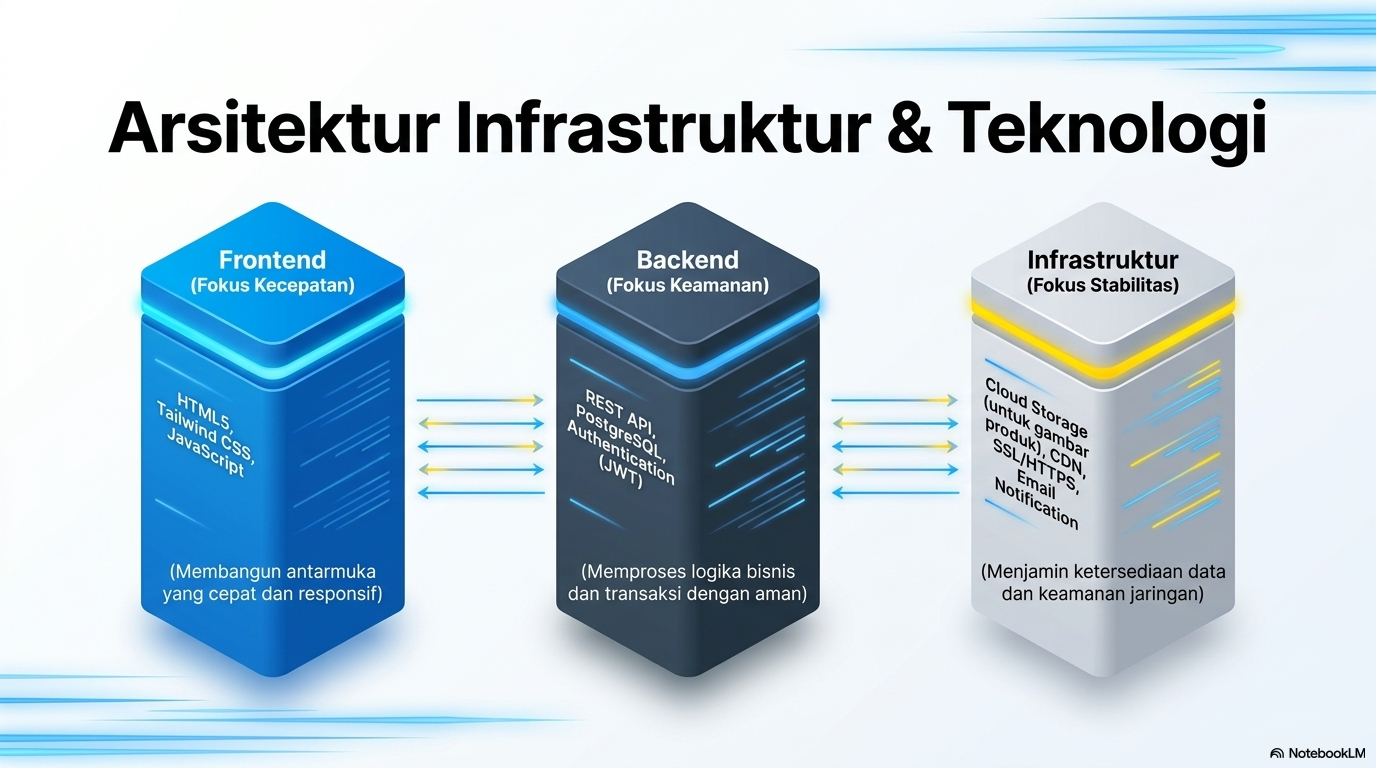 Arsitektur Infrastruktur & Teknologi
Frontend
(Fokus Kecepatan)
HTML5,
Tailwind CSS,
JavaScript
(Membangun antarmuka
yang cepat dan responsif)
Backend
(Fokus Keamanan)
REST API,
PostgreSQL,
Authentication
(JWT)
(Memproses logika bisnis
dan transaksi dengan aman)
Infrastruktur
(Fokus Stabilitas)
Cloud Storage
(untuk gambar
produk), CDN,
SSL/HTTPS,
Email
Notification
(Menjamin ketersediaan data
dan keamanan jaringan)
NotebookLM